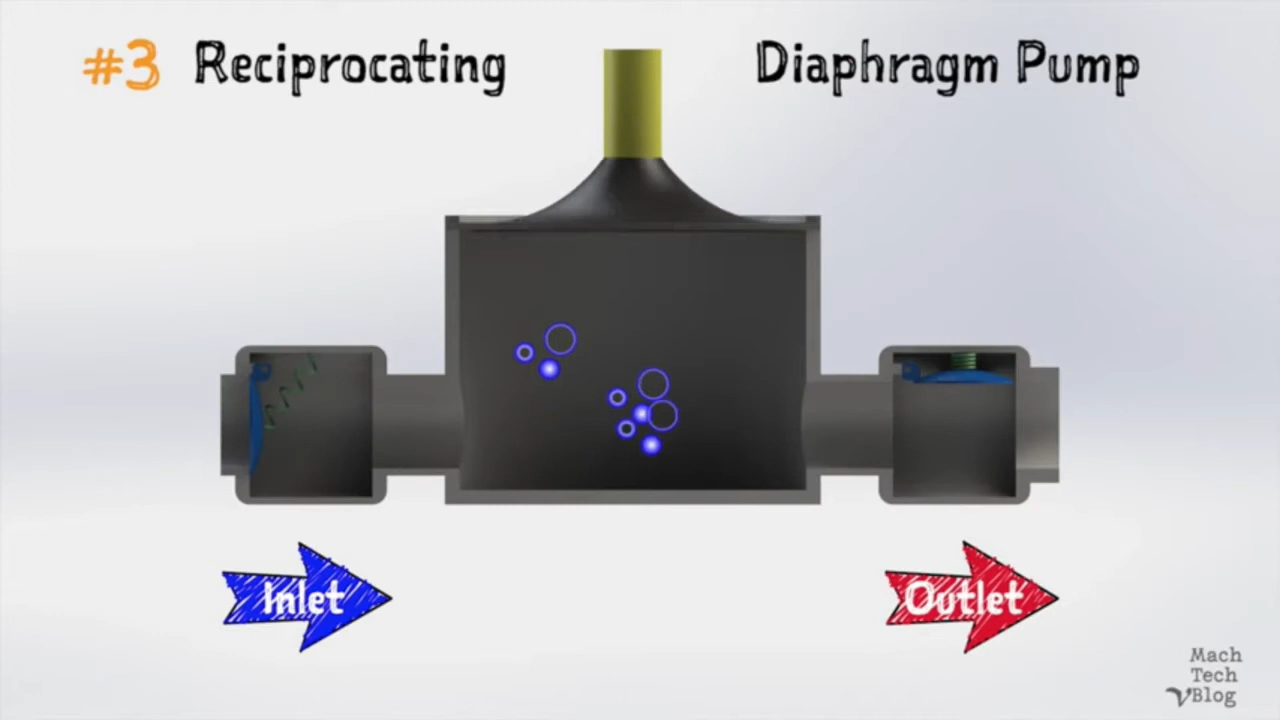 #3 Reciprocating Diaphragm Pump
Inlet
Outlet
Mach
Tech
Blog